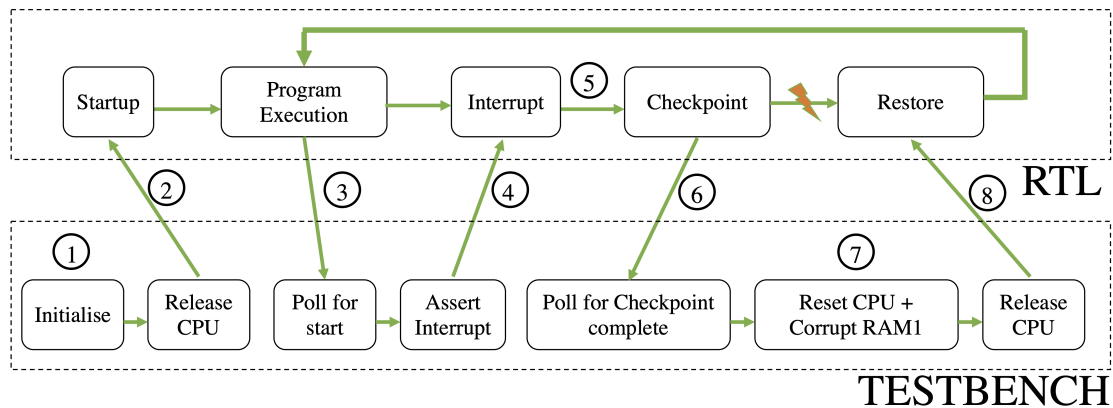 Startup
Program
Execution
Interrupt
5
Checkpoint
Restore
RTL
2
3
4
6
8
1
7
Initialise
Release
CPU
Poll for
start
Assert
Interrupt
Poll for Checkpoint
complete
Reset CPU +
Corrupt RAM1
Release
CPU
TESTBENCH